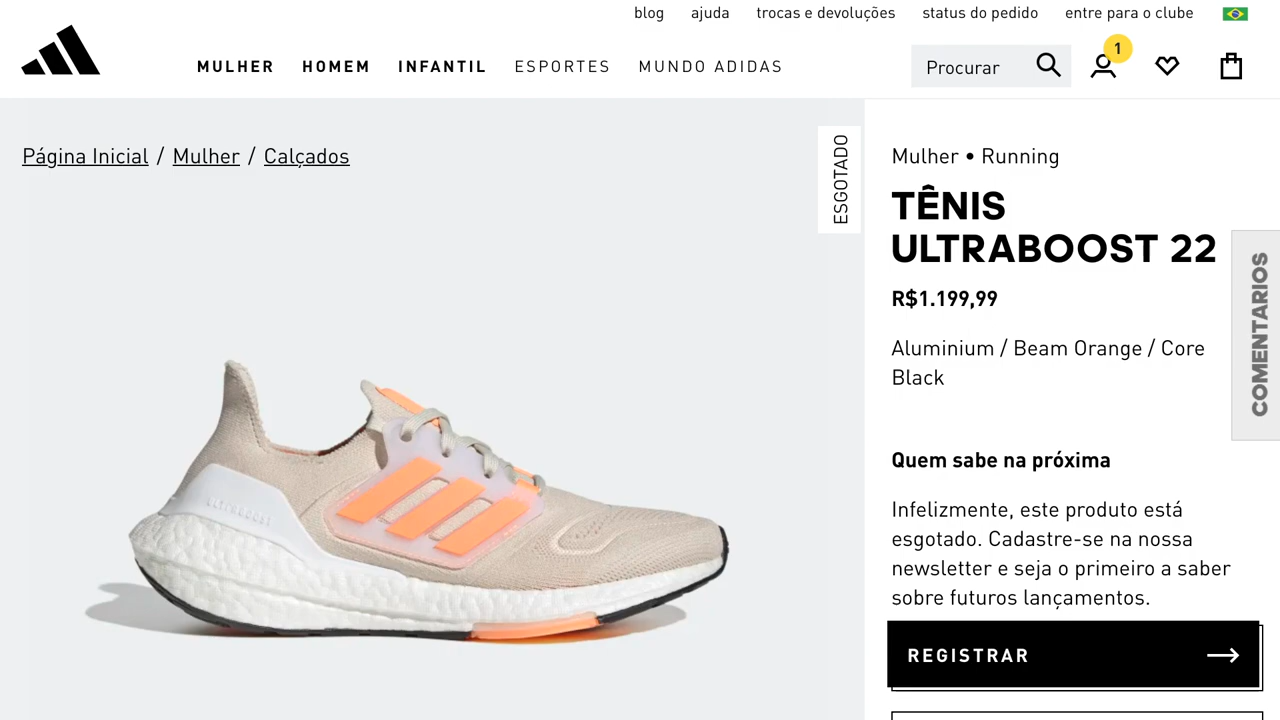 blog ajuda trocas e devoluções status do pedido entre para o clube
MULHER HOMEM INFANTIL ESPORTES MUNDO ADIDAS Procurar 1
Página Inicial / Mulher / Calçados
ESGOTADO
ULTRABOOST
Mulher • Running
TÊNIS
ULTRABOOST 22
R$1.199,99
Aluminium / Beam Orange / Core
Black
COMENTARIOS
Quem sabe na próxima
Infelizmente, este produto está
esgotado. Cadastre-se na nossa
newsletter e seja o primeiro a saber
sobre futuros lançamentos.
REGISTRAR